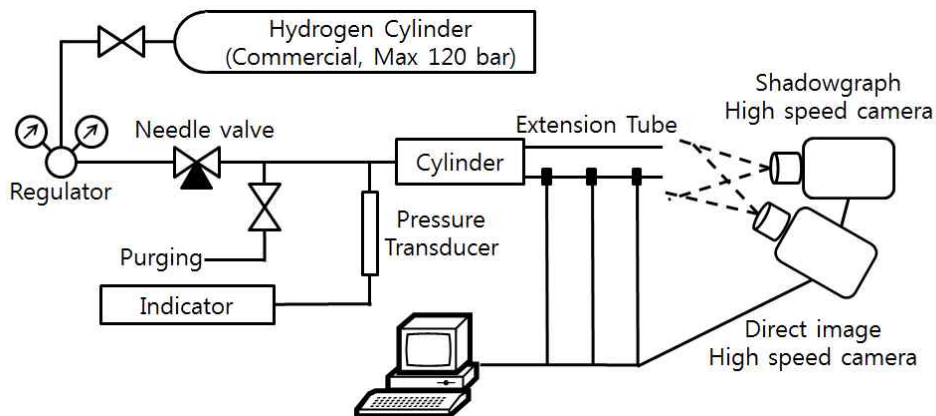 Hydrogen Cylinder
(Commercial, Max 120 bar)
Shadowgraph
High speed camera
Needle valve
Extension Tube
Cylinder
Regulator
Pressure
Transducer
Purging
Indicator
Direct image
High speed camera